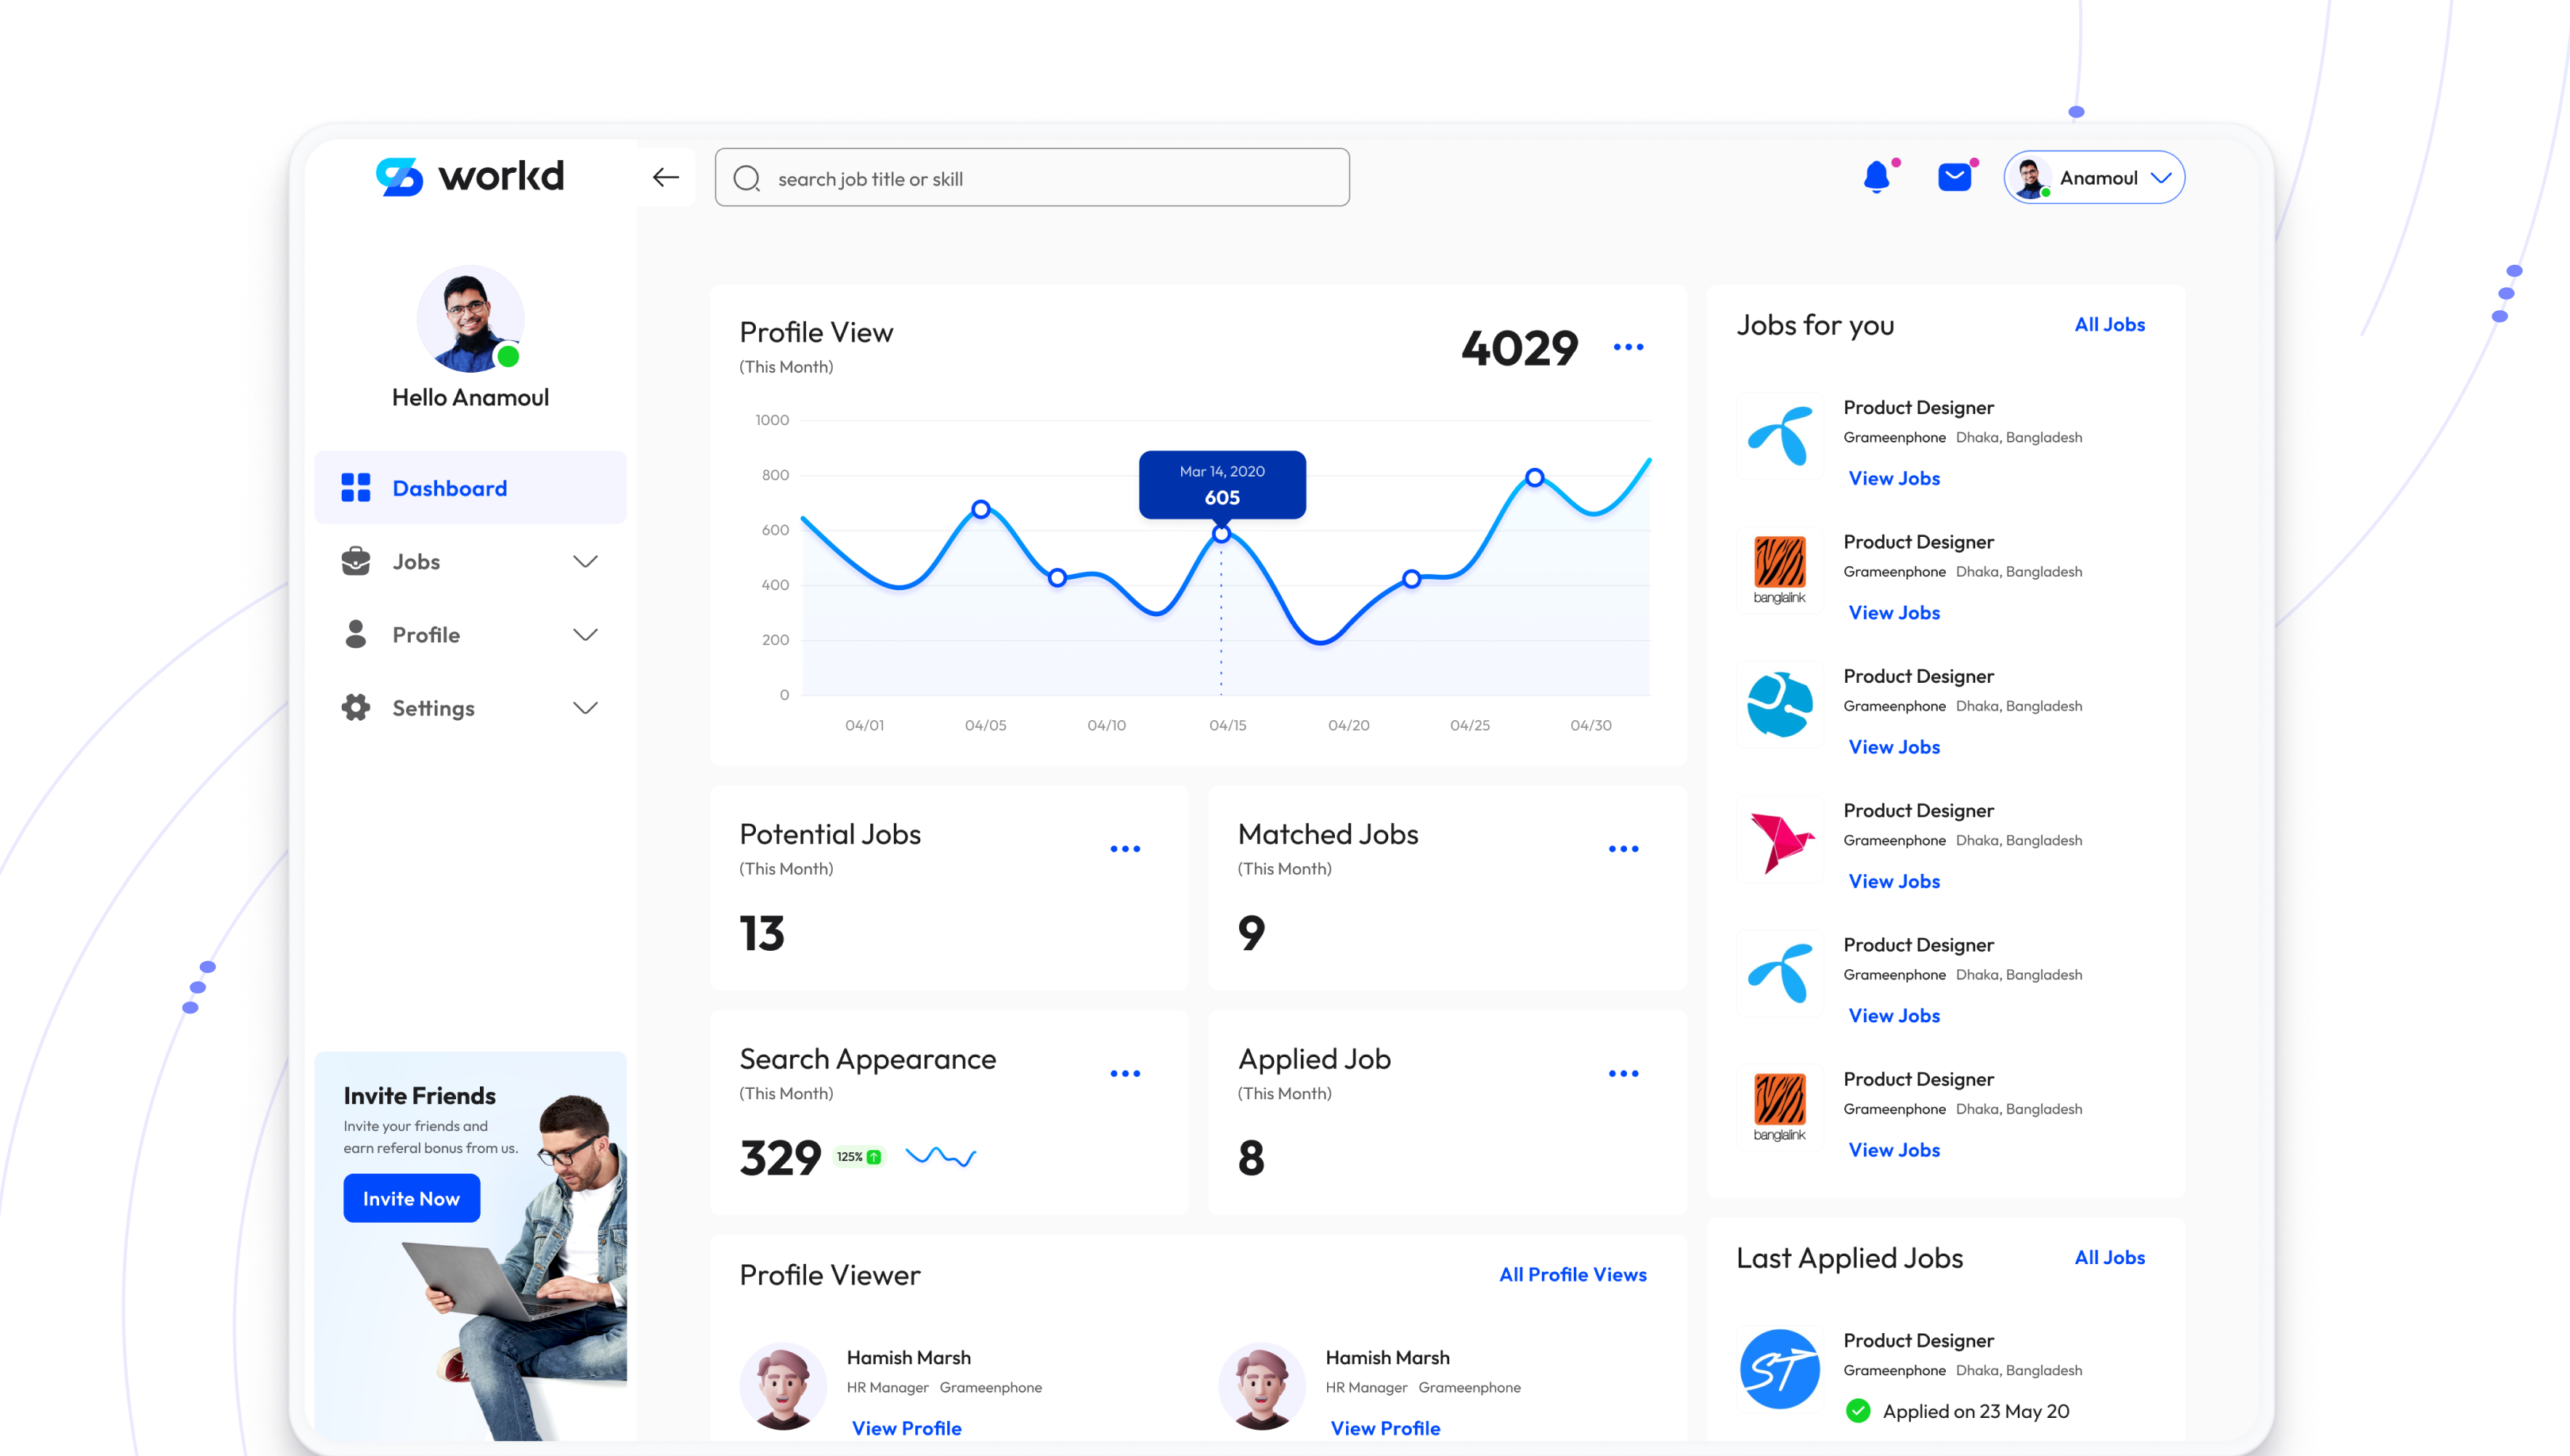 workd
search job title or skill
Anamoul
Hello Anamoul
Dashboard
Jobs
Profile
Settings
Invite Friends
Invite your friends and
earn referal bonus from us.
Invite Now
Profile View
(This Month)
4029
1000
800
600
400
200
0
Mar 14, 2020
605
04/01 04/05 04/10 04/15 04/20 04/25 04/30
Potential Jobs
(This Month)
13
Matched Jobs
(This Month)
9
Search Appearance
(This Month)
329 125%
Applied Job
(This Month)
8
Profile Viewer
All Profile Views
Hamish Marsh
HR Manager Grameenphone
View Profile
Hamish Marsh
HR Manager Grameenphone
View Profile
Jobs for you
All Jobs
Product Designer
Grameenphone Dhaka, Bangladesh
View Jobs
banglalink
Product Designer
Grameenphone Dhaka, Bangladesh
View Jobs
Product Designer
Grameenphone Dhaka, Bangladesh
View Jobs
Product Designer
Grameenphone Dhaka, Bangladesh
View Jobs
Product Designer
Grameenphone Dhaka, Bangladesh
View Jobs
banglalink
Product Designer
Grameenphone Dhaka, Bangladesh
View Jobs
Last Applied Jobs
All Jobs
ST
Product Designer
Grameenphone Dhaka, Bangladesh
Applied on 23 May 20